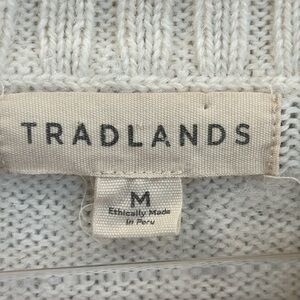 TRADLANDS
M
Ethically Made
in Peru